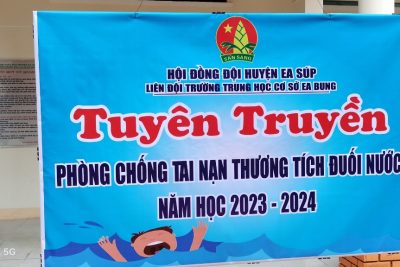 SẴN SÀNG
HỘI ĐỒNG ĐỘI HUYỆN EA SÚP
LIÊN ĐỘI TRƯỜNG TRUNG HỌC CƠ SỞ EA BUNG
Tuyên Truyền
PHÒNG CHỐNG TAI NẠN THƯƠNG TÍCH ĐUỐI NƯỚC
NĂM HỌC 2023 - 2024
5G